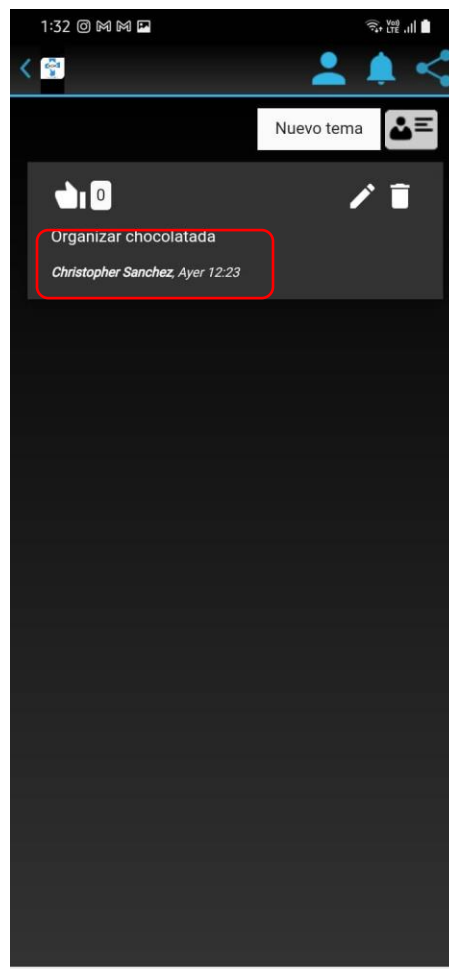 1:32
Nuevo tema
0
Organizar chocolatada
Christopher Sanchez, Ayer 12:23